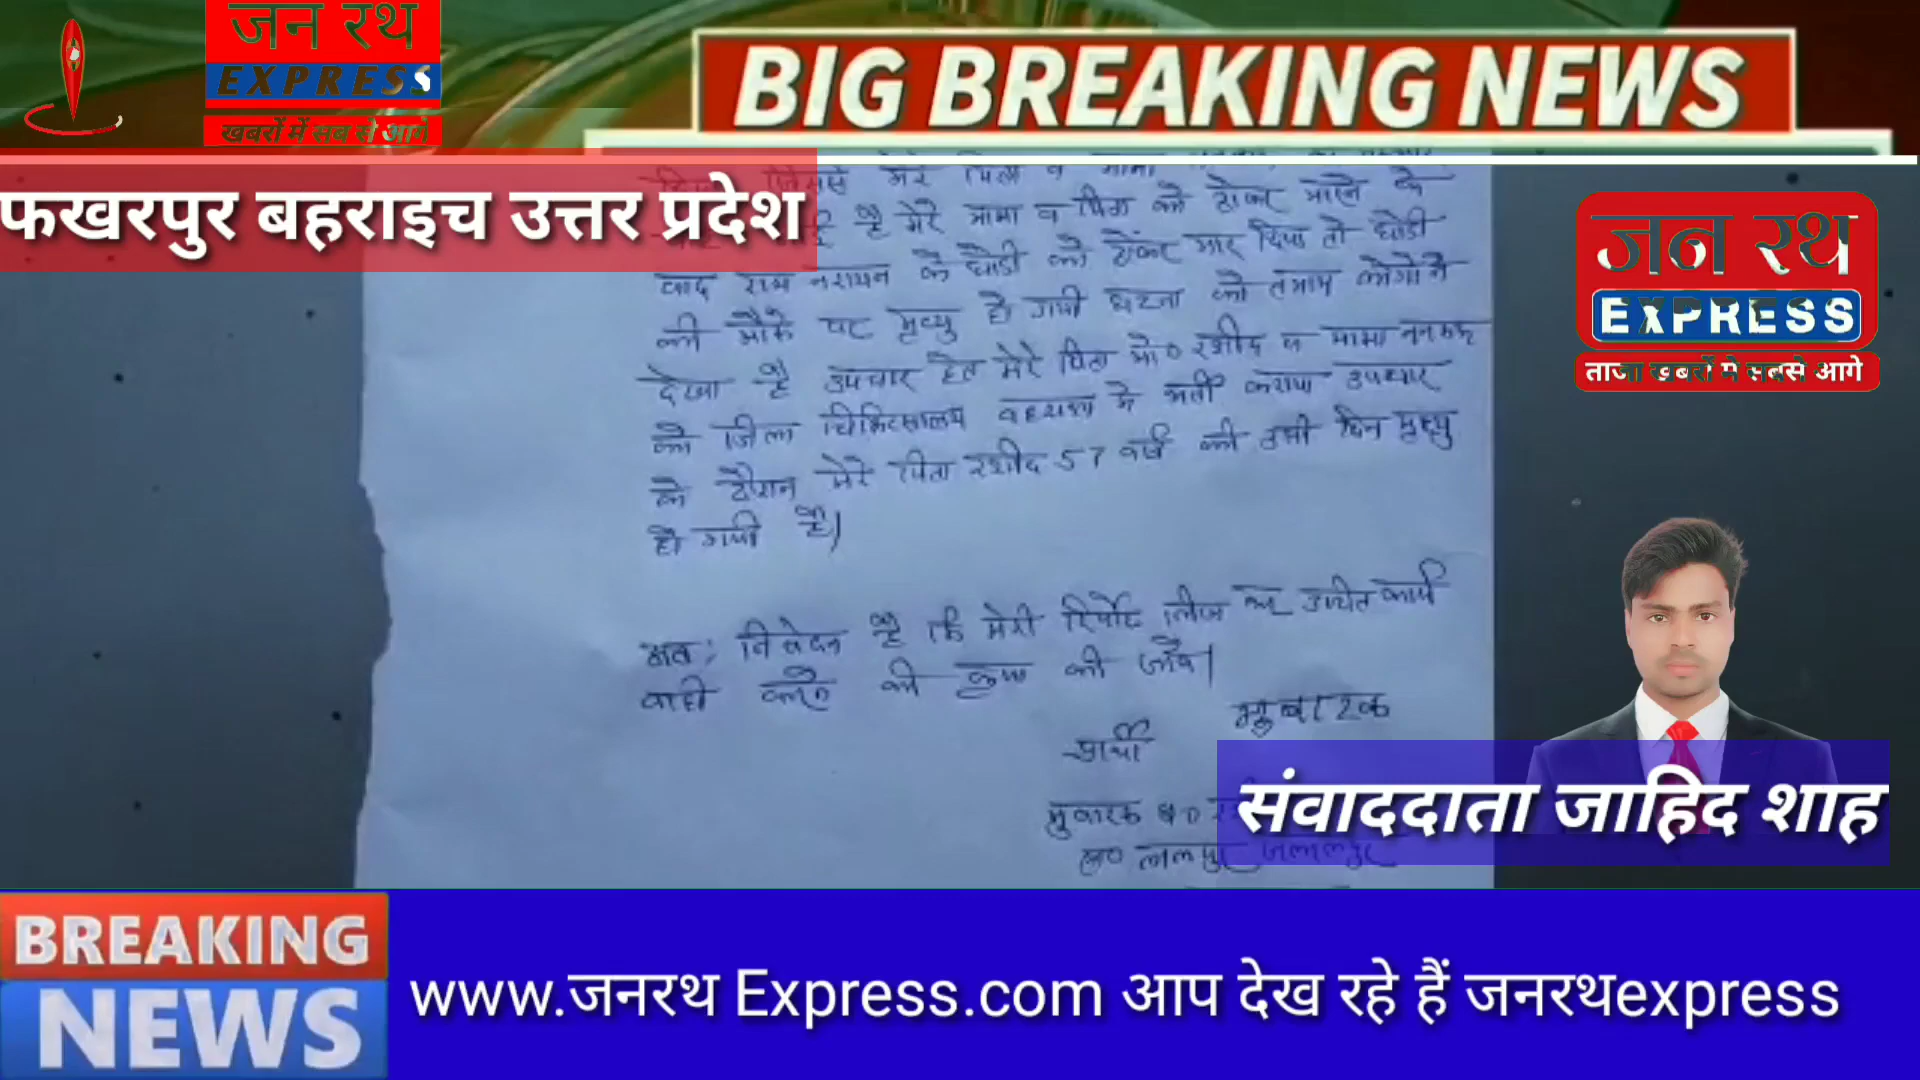 जन रथ
EXPRESS
खबरों में सब से आगे
BIG BREAKING NEWS
फखरपुर बहराइच उत्तर प्रदेश
जन रथ
EXPRESS
ताजा खबरों में सबसे आगे
मेरे पिता व मामा
है मेरे मामा व पिता को ठोकर मारने के
बाद राम नरायन के घोडी को ठोकर मार दिया तो घोडी
की मौके पर मृत्यु हो गयी घटना को तमाम लोगो ने
देखा है उपचार हेतु मेरे पिता मो० रशीद व मामा ननकऊ
को जिला चिकित्सालय बहराइच मे भर्ती कराया उपचार
के दौरान मेरे पिता रशीद 57 वर्ष की उसी दिन मृत्यु
हो गयी है।
अतः निवेदन है कि मेरी रिर्पोट लिख कर उचित कार्य
वाही करने की कृपा की जाँव।
मुबारक
प्रार्थी
मुबारक
संवाददाता जाहिद शाह
BREAKING
NEWS
www.जनरथ Express.com आप देख रहे हैं जनरथexpress